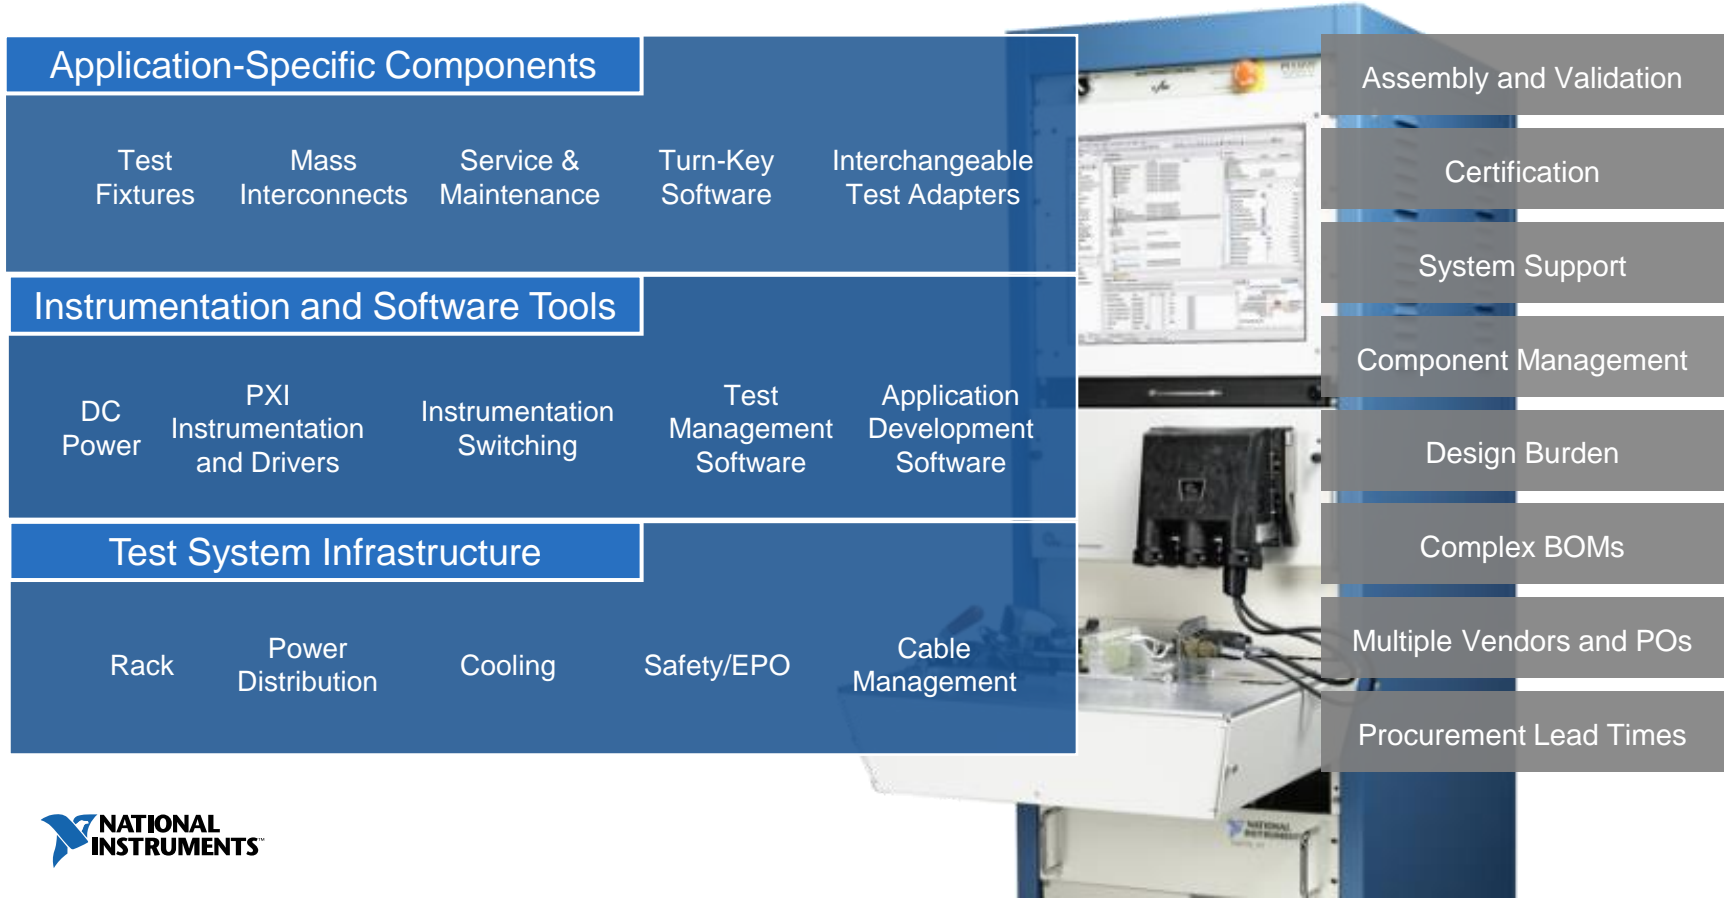 Application-Specific Components
Test
Fixtures
Mass
Interconnects
Service &
Maintenance
Turn-Key
Software
Interchangeable
Test Adapters
Instrumentation and Software Tools
DC
Power
PXI
Instrumentation
and Drivers
Instrumentation
Switching
Test
Management
Software
Application
Development
Software
Test System Infrastructure
Rack
Power
Distribution
Cooling
Safety/EPO
Cable
Management
Assembly and Validation
Certification
System Support
Component Management
Design Burden
Complex BOMs
Multiple Vendors and POs
Procurement Lead Times
NATIONAL
INSTRUMENTS™
NATIONAL
INSTRUMENTS